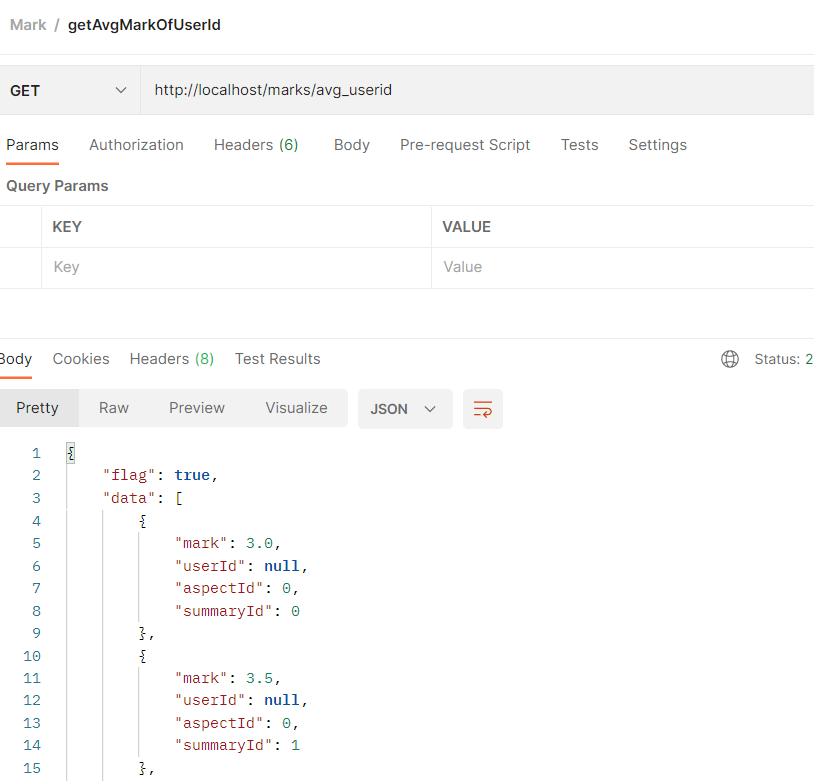 Mark / getAvgMarkOfUserId
GET http://localhost/marks/avg_userid
Params Authorization Headers (6) Body Pre-request Script Tests Settings
Query Params
KEY VALUE
Key Value
Body Cookies Headers (8) Test Results Status: 2
Pretty Raw Preview Visualize JSON
1 {
2 "flag": true,
3 "data": [
4 {
5 "mark": 3.0,
6 "userId": null,
7 "aspectId": 0,
8 "summaryId": 0
9 },
10 {
11 "mark": 3.5,
12 "userId": null,
13 "aspectId": 0,
14 "summaryId": 1
15 },